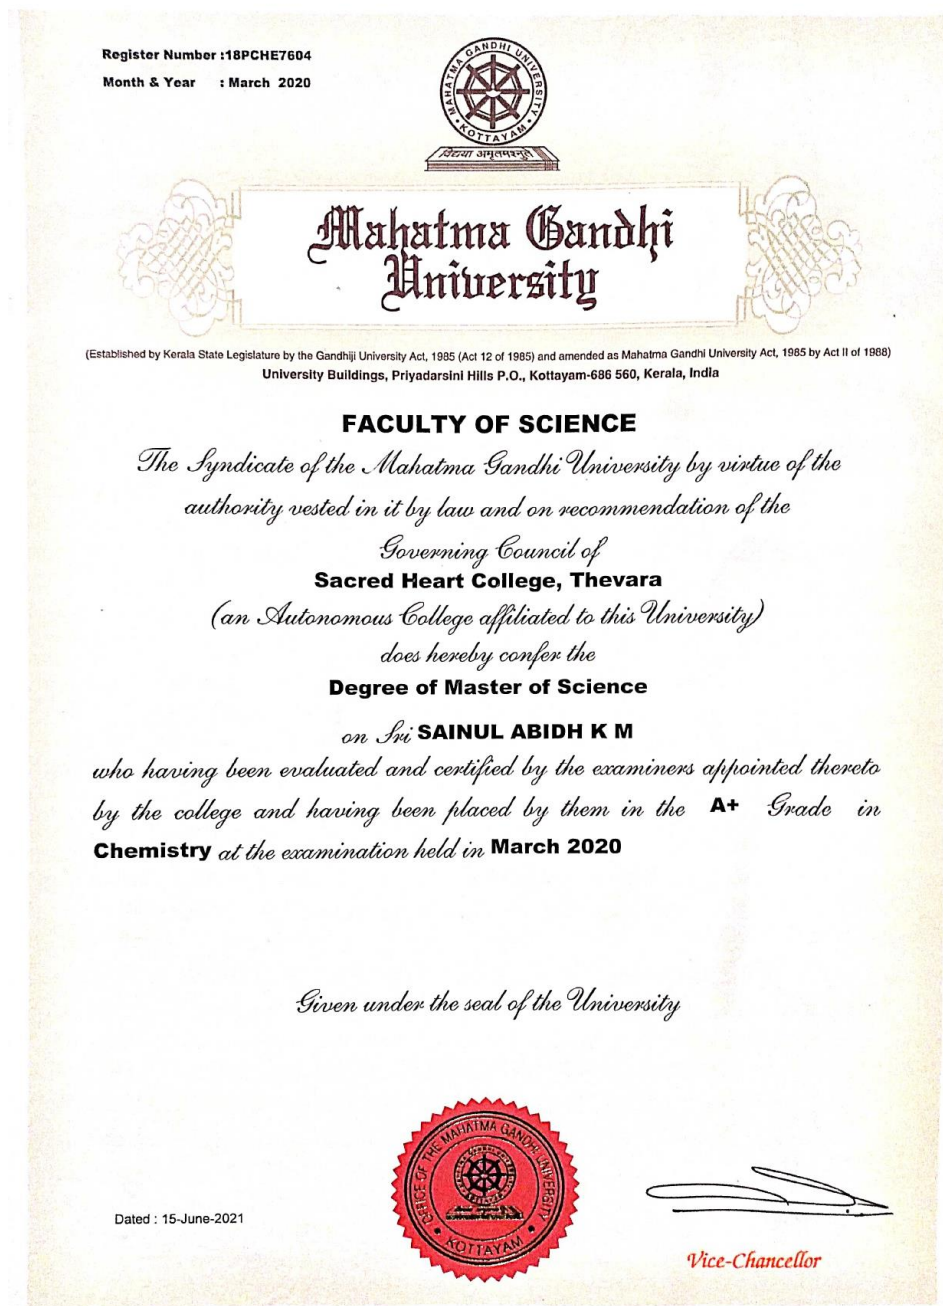 Register Number :18PCHE7604
Month & Year : March 2020
MAHATMA GANDHI UNIVERSITY
KOTTAYAM
विद्यया अमृतमश्नुते
Mahatma Gandhi
University
(Established by Kerala State Legislature by the Gandhiji University Act, 1985 (Act 12 of 1985) and amended as Mahatma Gandhi University Act, 1985 by Act II of 1988)
University Buildings, Priyadarsini Hills P.O., Kottayam-686 560, Kerala, India
FACULTY OF SCIENCE
The Syndicate of the Mahatma Gandhi University by virtue of the
authority vested in it by law and on recommendation of the
Governing Council of
Sacred Heart College, Thevara
(an Autonomous College affiliated to this University)
does hereby confer the
Degree of Master of Science
on Sri SAINUL ABIDH K M
who having been evaluated and certified by the examiners appointed thereto
by the college and having been placed by them in the A+ Grade in
Chemistry at the examination held in March 2020
Given under the seal of the University
OFFICE OF THE MAHATMA GANDHI UNIVERSITY
KOTTAYAM
Dated : 15-June-2021
Vice-Chancellor